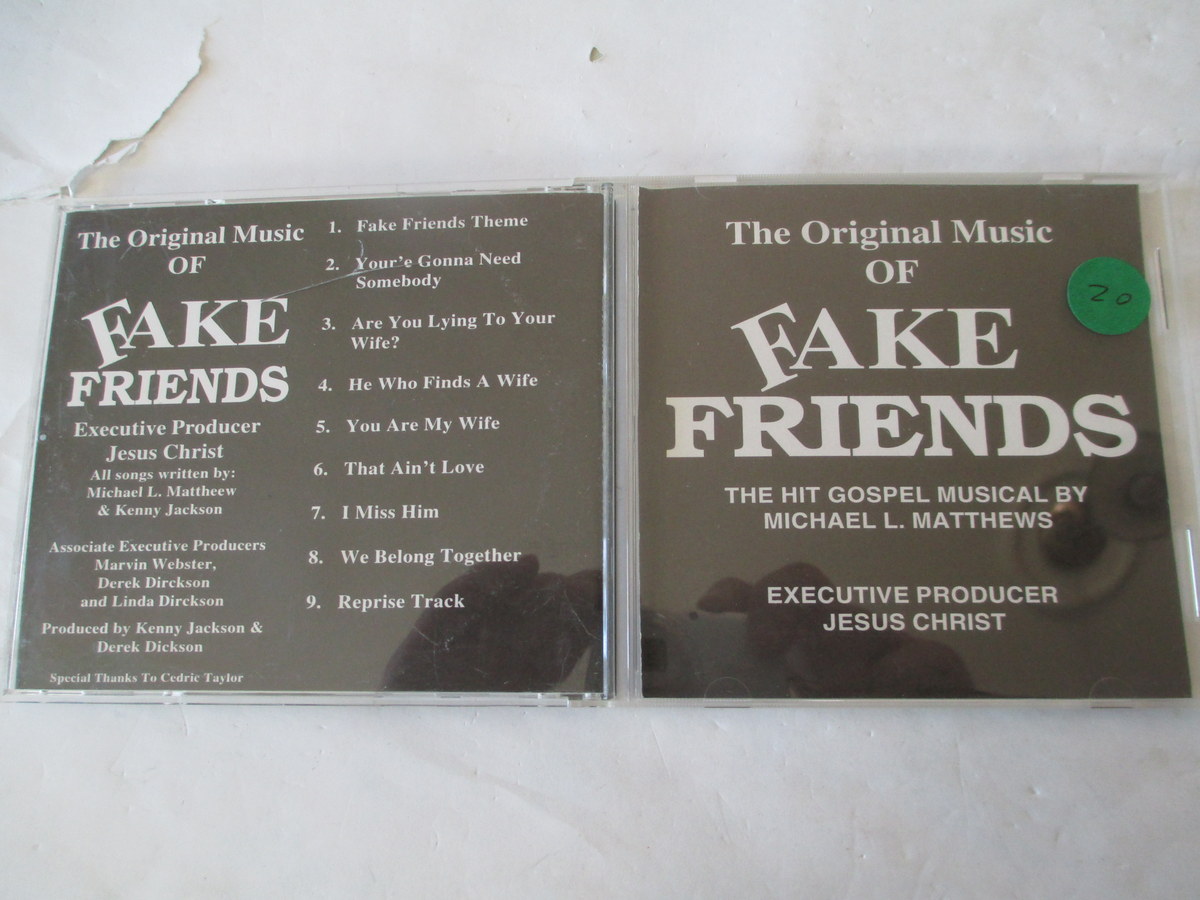 The Original Music
OF
FAKE
FRIENDS
Executive Producer
Jesus Christ
All songs written by:
Michael L. Mattheew
& Kenny Jackson
Associate Executive Producers
Marvin Webster,
Derek Dirckson
and Linda Dirckson
Produced by Kenny Jackson &
Derek Dickson
Special Thanks To Cedric Taylor
1. Fake Friends Theme
2. Your'e Gonna Need
Somebody
3. Are You Lying To Your
Wife?
4. He Who Finds A Wife
5. You Are My Wife
6. That Ain't Love
7. I Miss Him
8. We Belong Together
9. Reprise Track
The Original Music
OF
FAKE
FRIENDS
THE HIT GOSPEL MUSICAL BY
MICHAEL L. MATTHEWS
EXECUTIVE PRODUCER
JESUS CHRIST
20